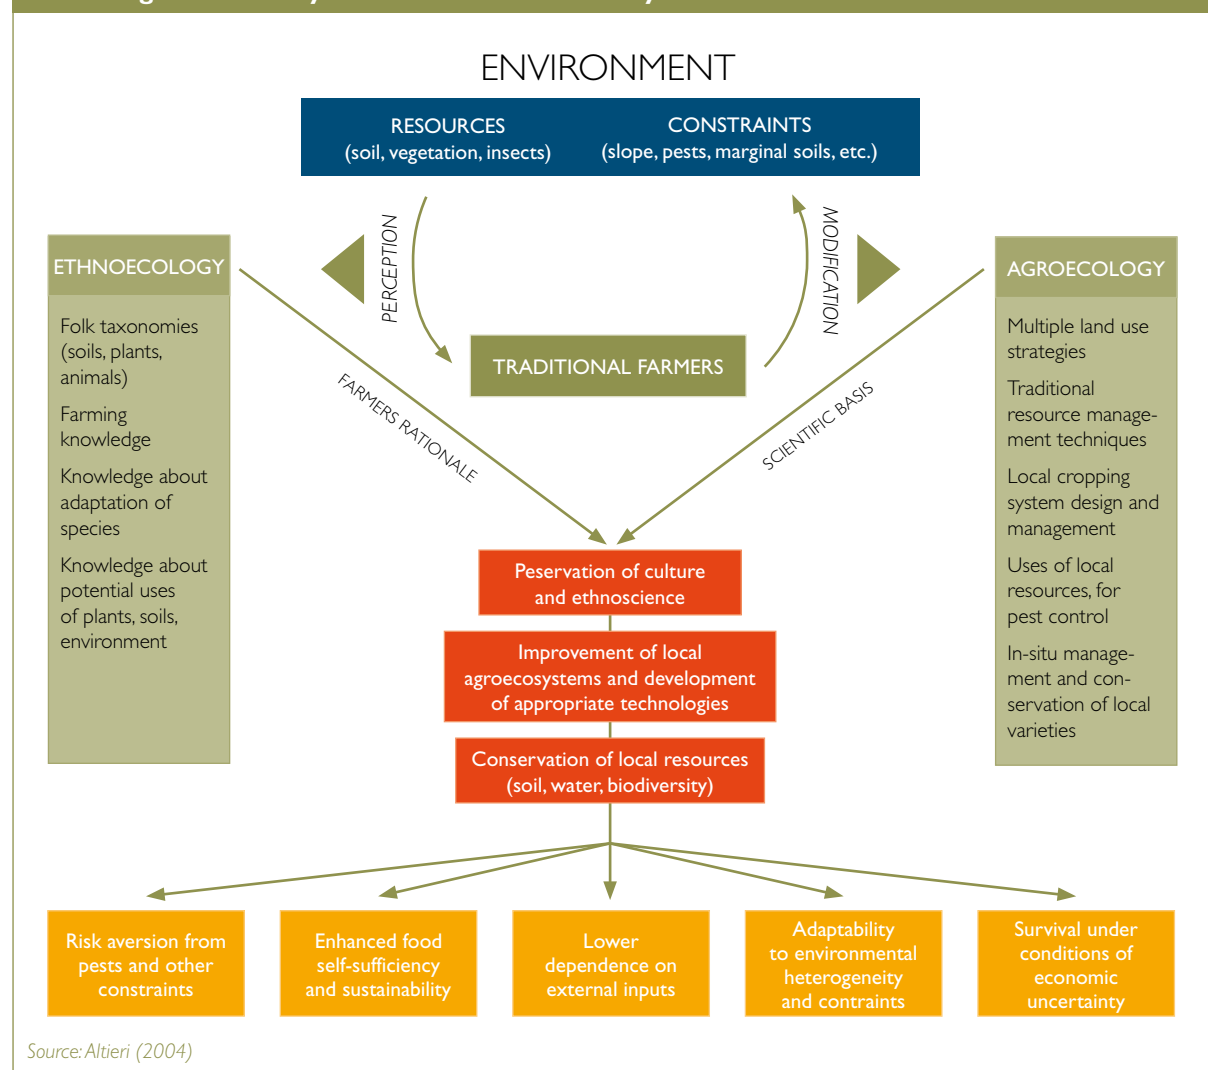 ENVIRONMENT
RESOURCES
(soil, vegetation, insects)
CONSTRAINTS
(slope, pests, marginal soils, etc.)
PERCEPTION
MODIFICATION
ETHNOECOLOGY
Folk taxonomies
(soils, plants,
animals)
Farming
knowledge
Knowledge about
adaptation of
species
Knowledge about
potential uses
of plants, soils,
environment
TRADITIONAL FARMERS
FARMERS RATIONALE
SCIENTIFIC BASIS
AGROECOLOGY
Multiple land use
strategies
Traditional
resource manage-
ment techniques
Local cropping
system design and
management
Uses of local
resources, for
pest control
In-situ manage-
ment and con-
servation of local
varieties
Peservation of culture
and ethnoscience
Improvement of local
agroecosystems and development
of appropriate technologies
Conservation of local resources
(soil, water, biodiversity)
Risk aversion from
pests and other
constraints
Enhanced food
self-sufficiency
and sustainability
Lower
dependence on
external inputs
Adaptability
to environmental
heterogeneity
and contraints
Survival under
conditions of
economic
uncertainty
Source: Altieri (2004)